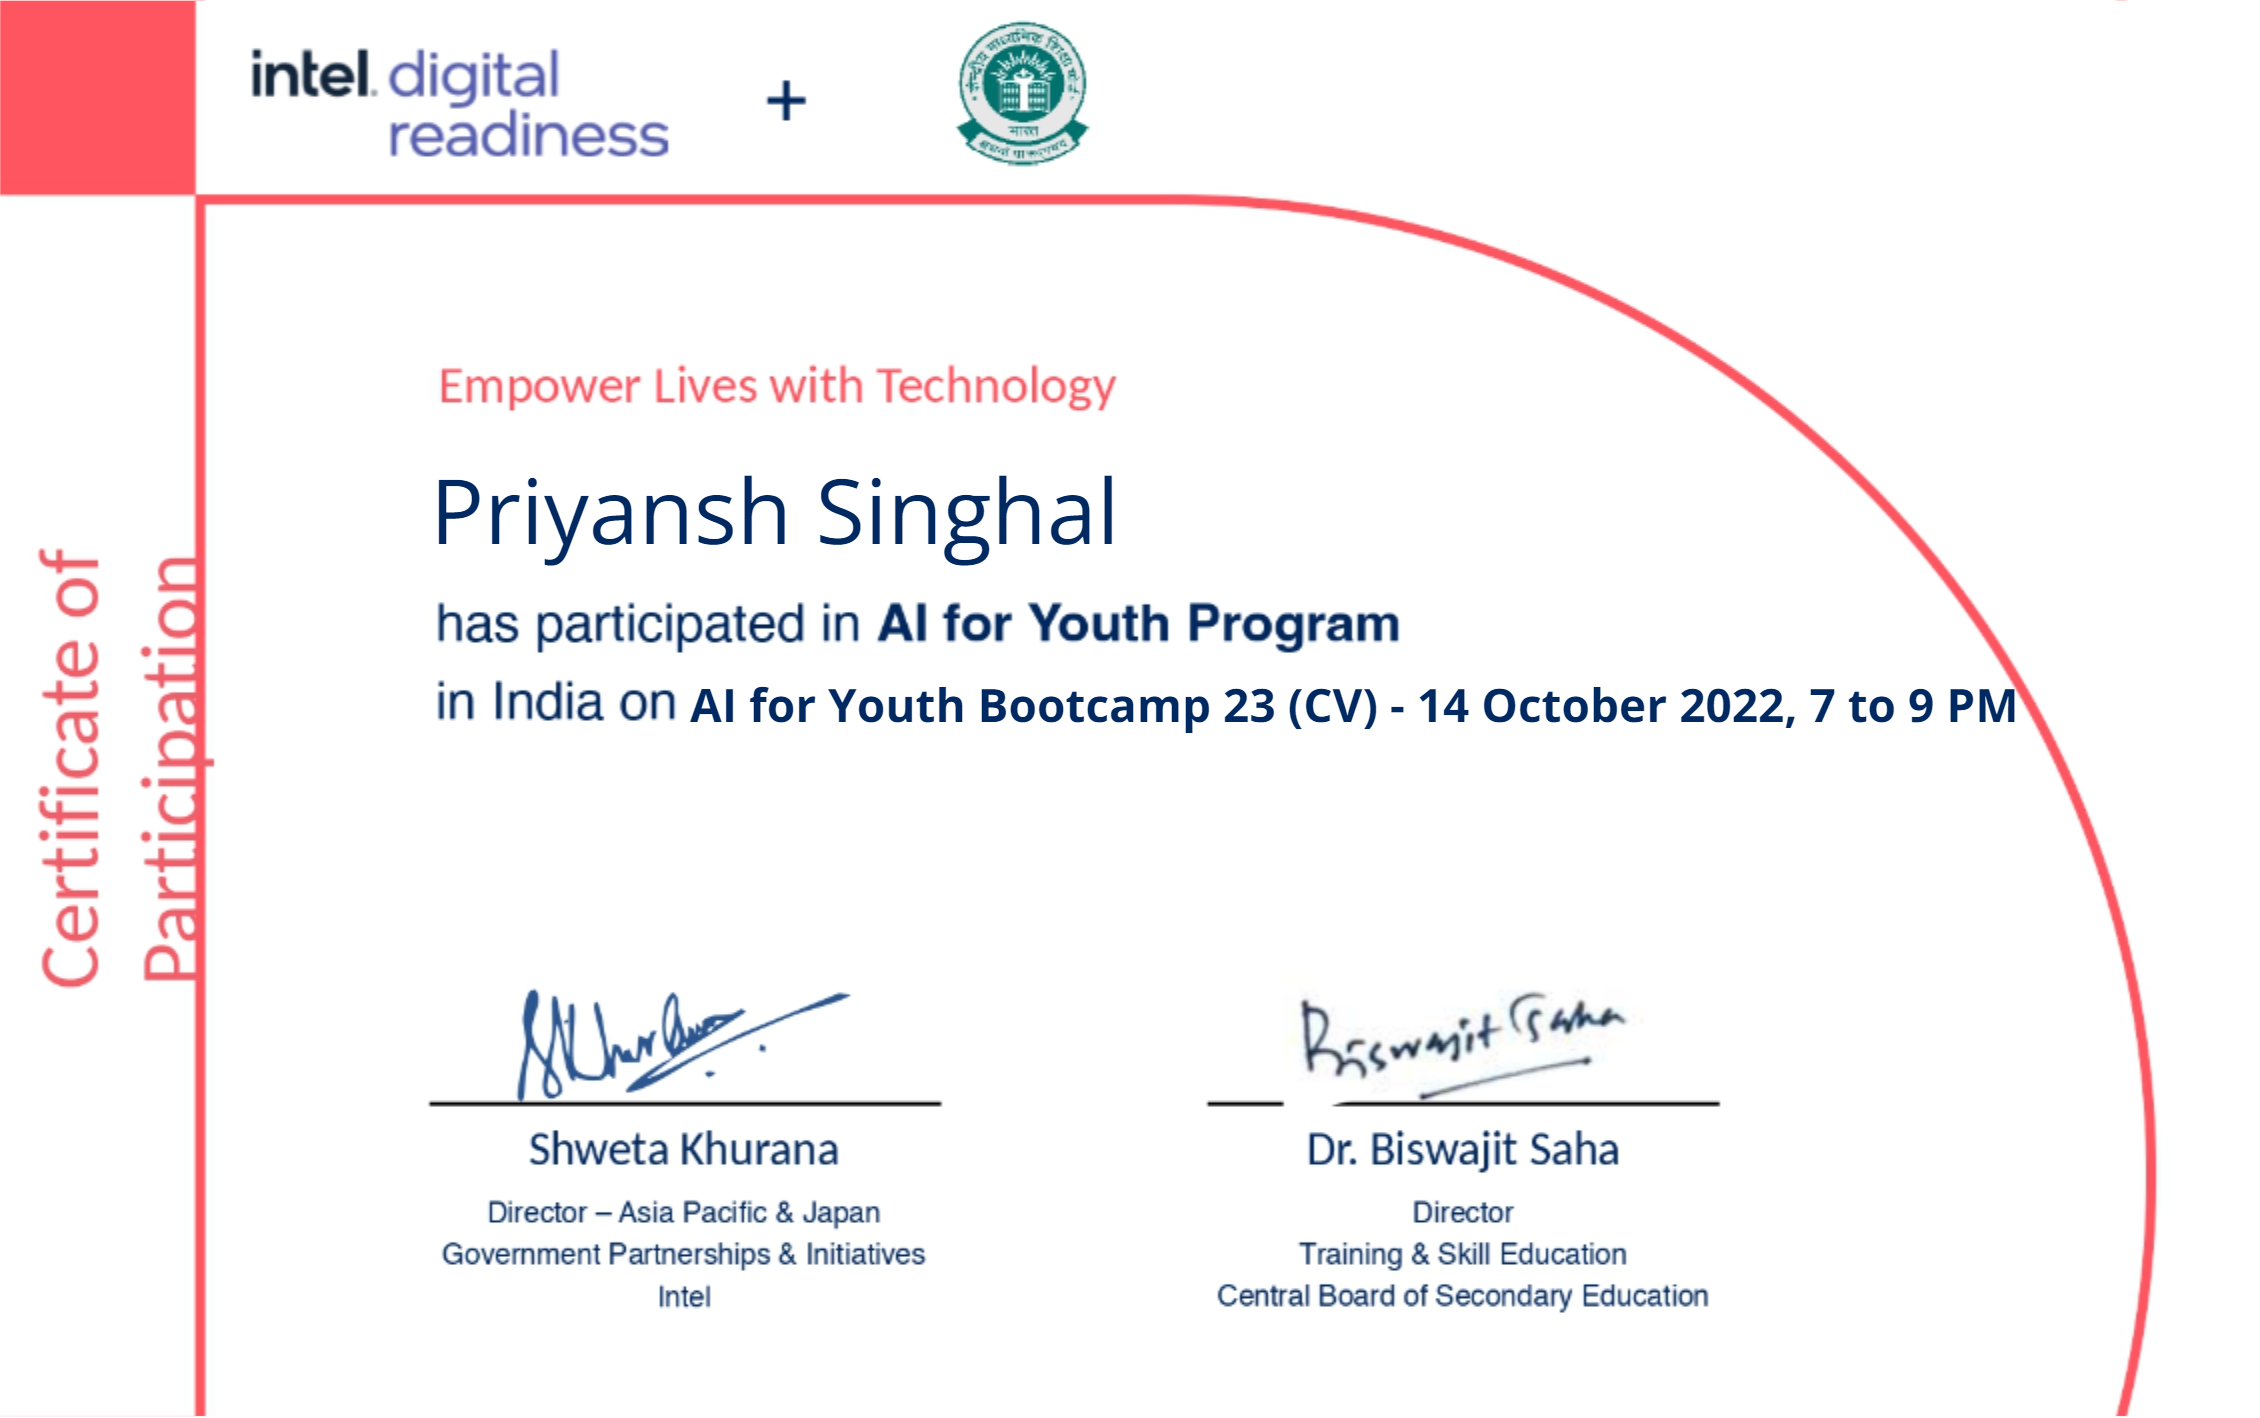 intel. digital
readiness
+
केन्द्रीय माध्यमिक शिक्षा बोर्ड
भारत
Empower Lives with Technology
Priyansh Singhal
has participated in AI for Youth Program
in India on AI for Youth Bootcamp 23 (CV) - 14 October 2022, 7 to 9 PM
Certificate of
Participation
Biswajit Saha
Shweta Khurana
Director – Asia Pacific & Japan
Government Partnerships & Initiatives
Intel
Dr. Biswajit Saha
Director
Training & Skill Education
Central Board of Secondary Education